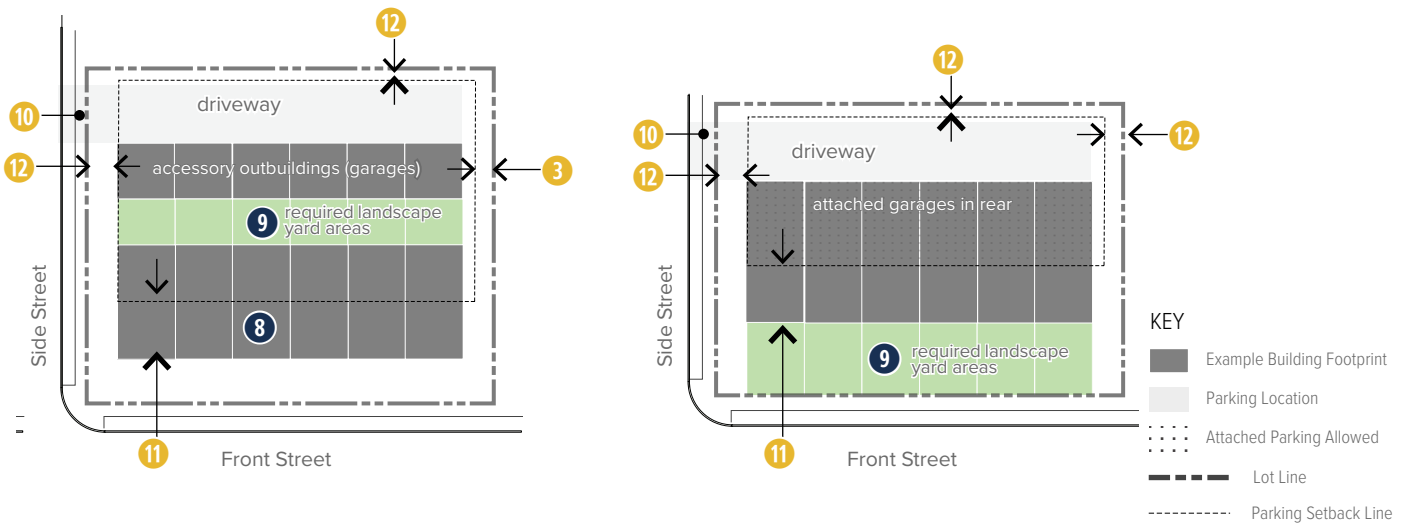 12
driveway
10
12
accessory outbuildings (garages)
3
9
required landscape
yard areas
8
Side Street
11
Front Street
12
10
12
driveway
12
attached garages in rear
9
required landscape
yard areas
Side Street
11
Front Street
KEY
Example Building Footprint
Parking Location
Attached Parking Allowed
Lot Line
Parking Setback Line